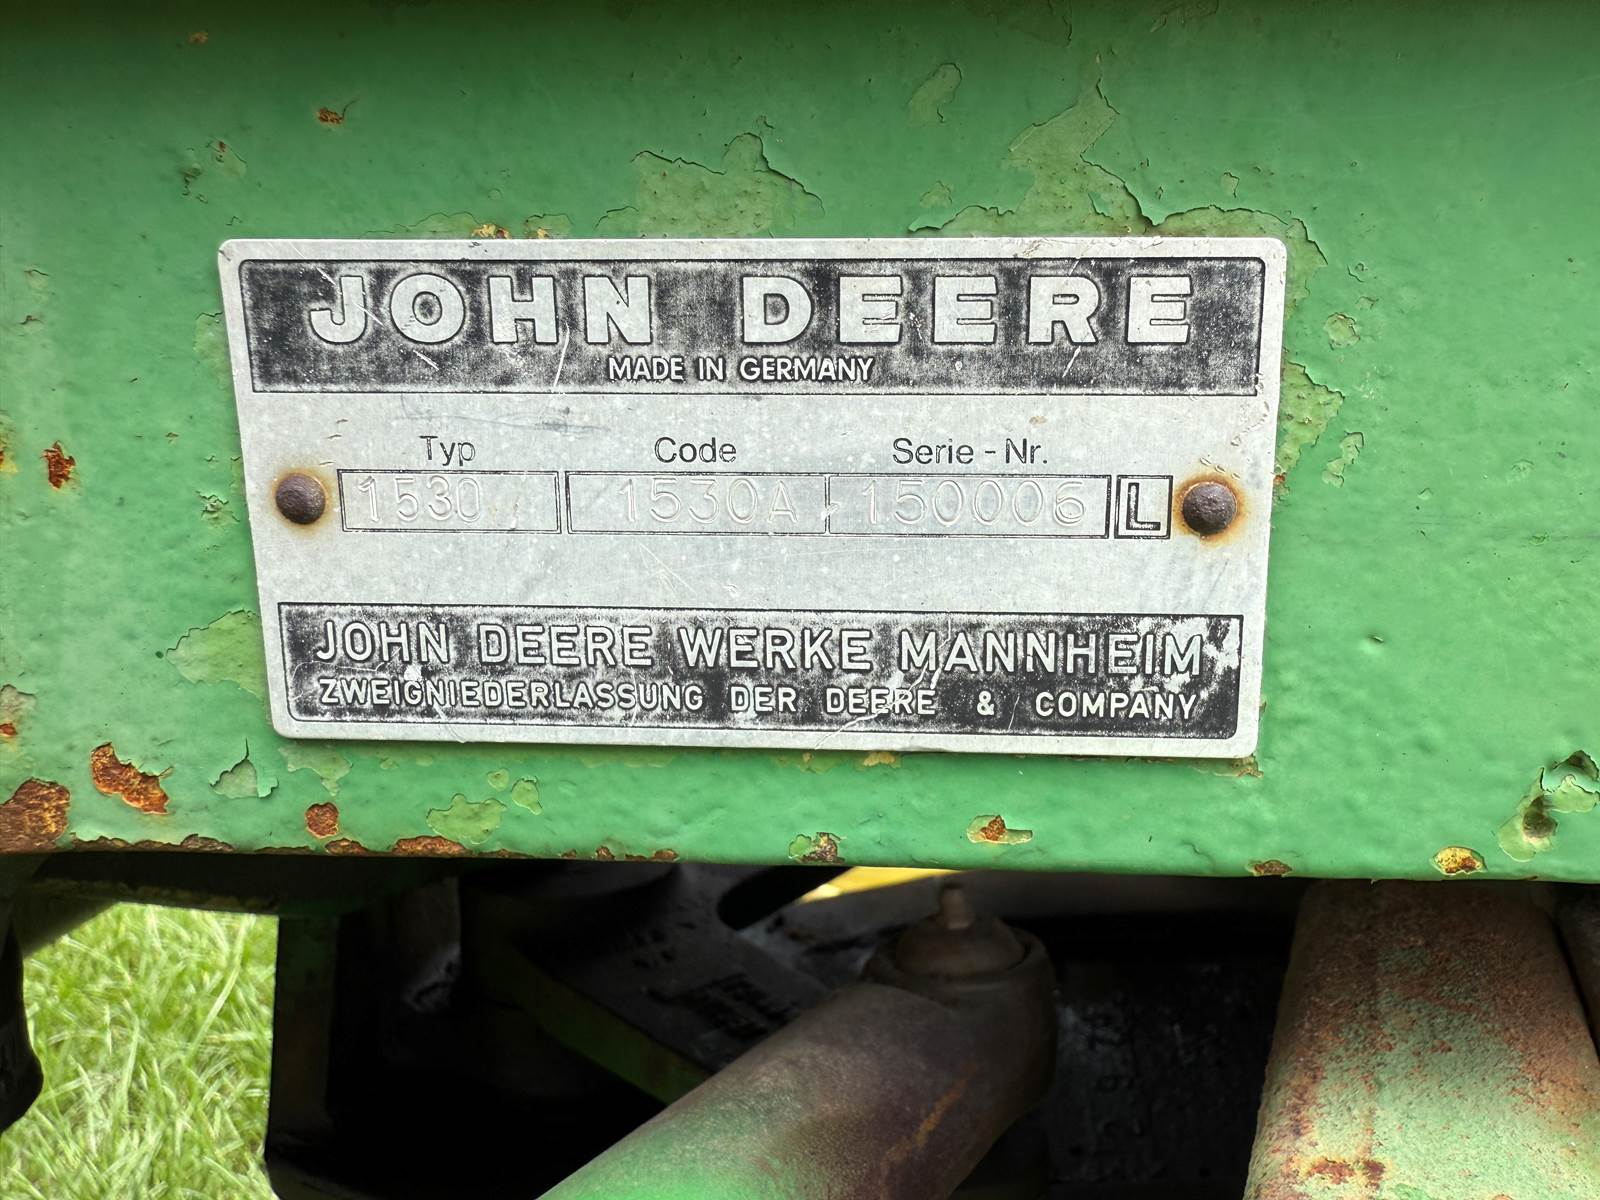 JOHN DEERE
MADE IN GERMANY
Typ Code Serie - Nr.
1530 1530A 150006 L
JOHN DEERE WERKE MANNHEIM
ZWEIGNIEDERLASSUNG DER DEERE & COMPANY